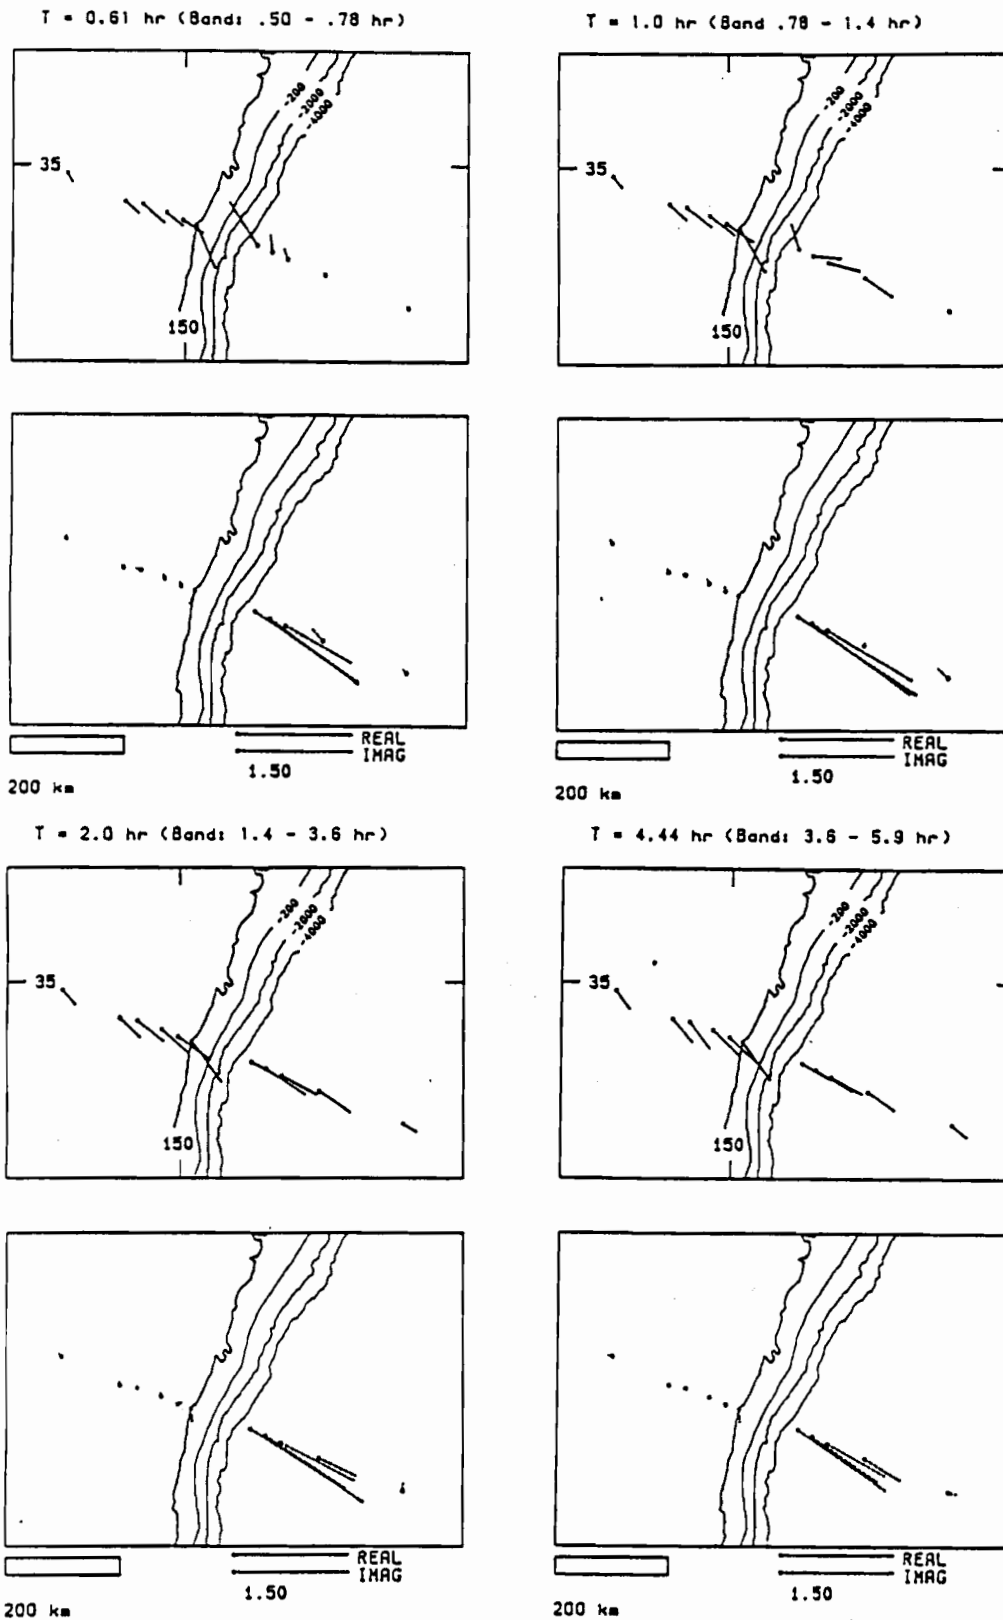 T = 0.61 hr (Band: .50 - .78 hr)
-200
-2000
-4000
35
150
REAL
IMAG
1.50
200 km
T = 1.0 hr (Band .78 - 1.4 hr)
-200
-2000
-4000
35
150
REAL
IMAG
1.50
200 km
T = 2.0 hr (Band: 1.4 - 3.6 hr)
-200
-2000
-4000
35
150
REAL
IMAG
1.50
200 km
T = 4.44 hr (Band: 3.6 - 5.9 hr)
-200
-2000
-4000
35
150
REAL
IMAG
1.50
200 km